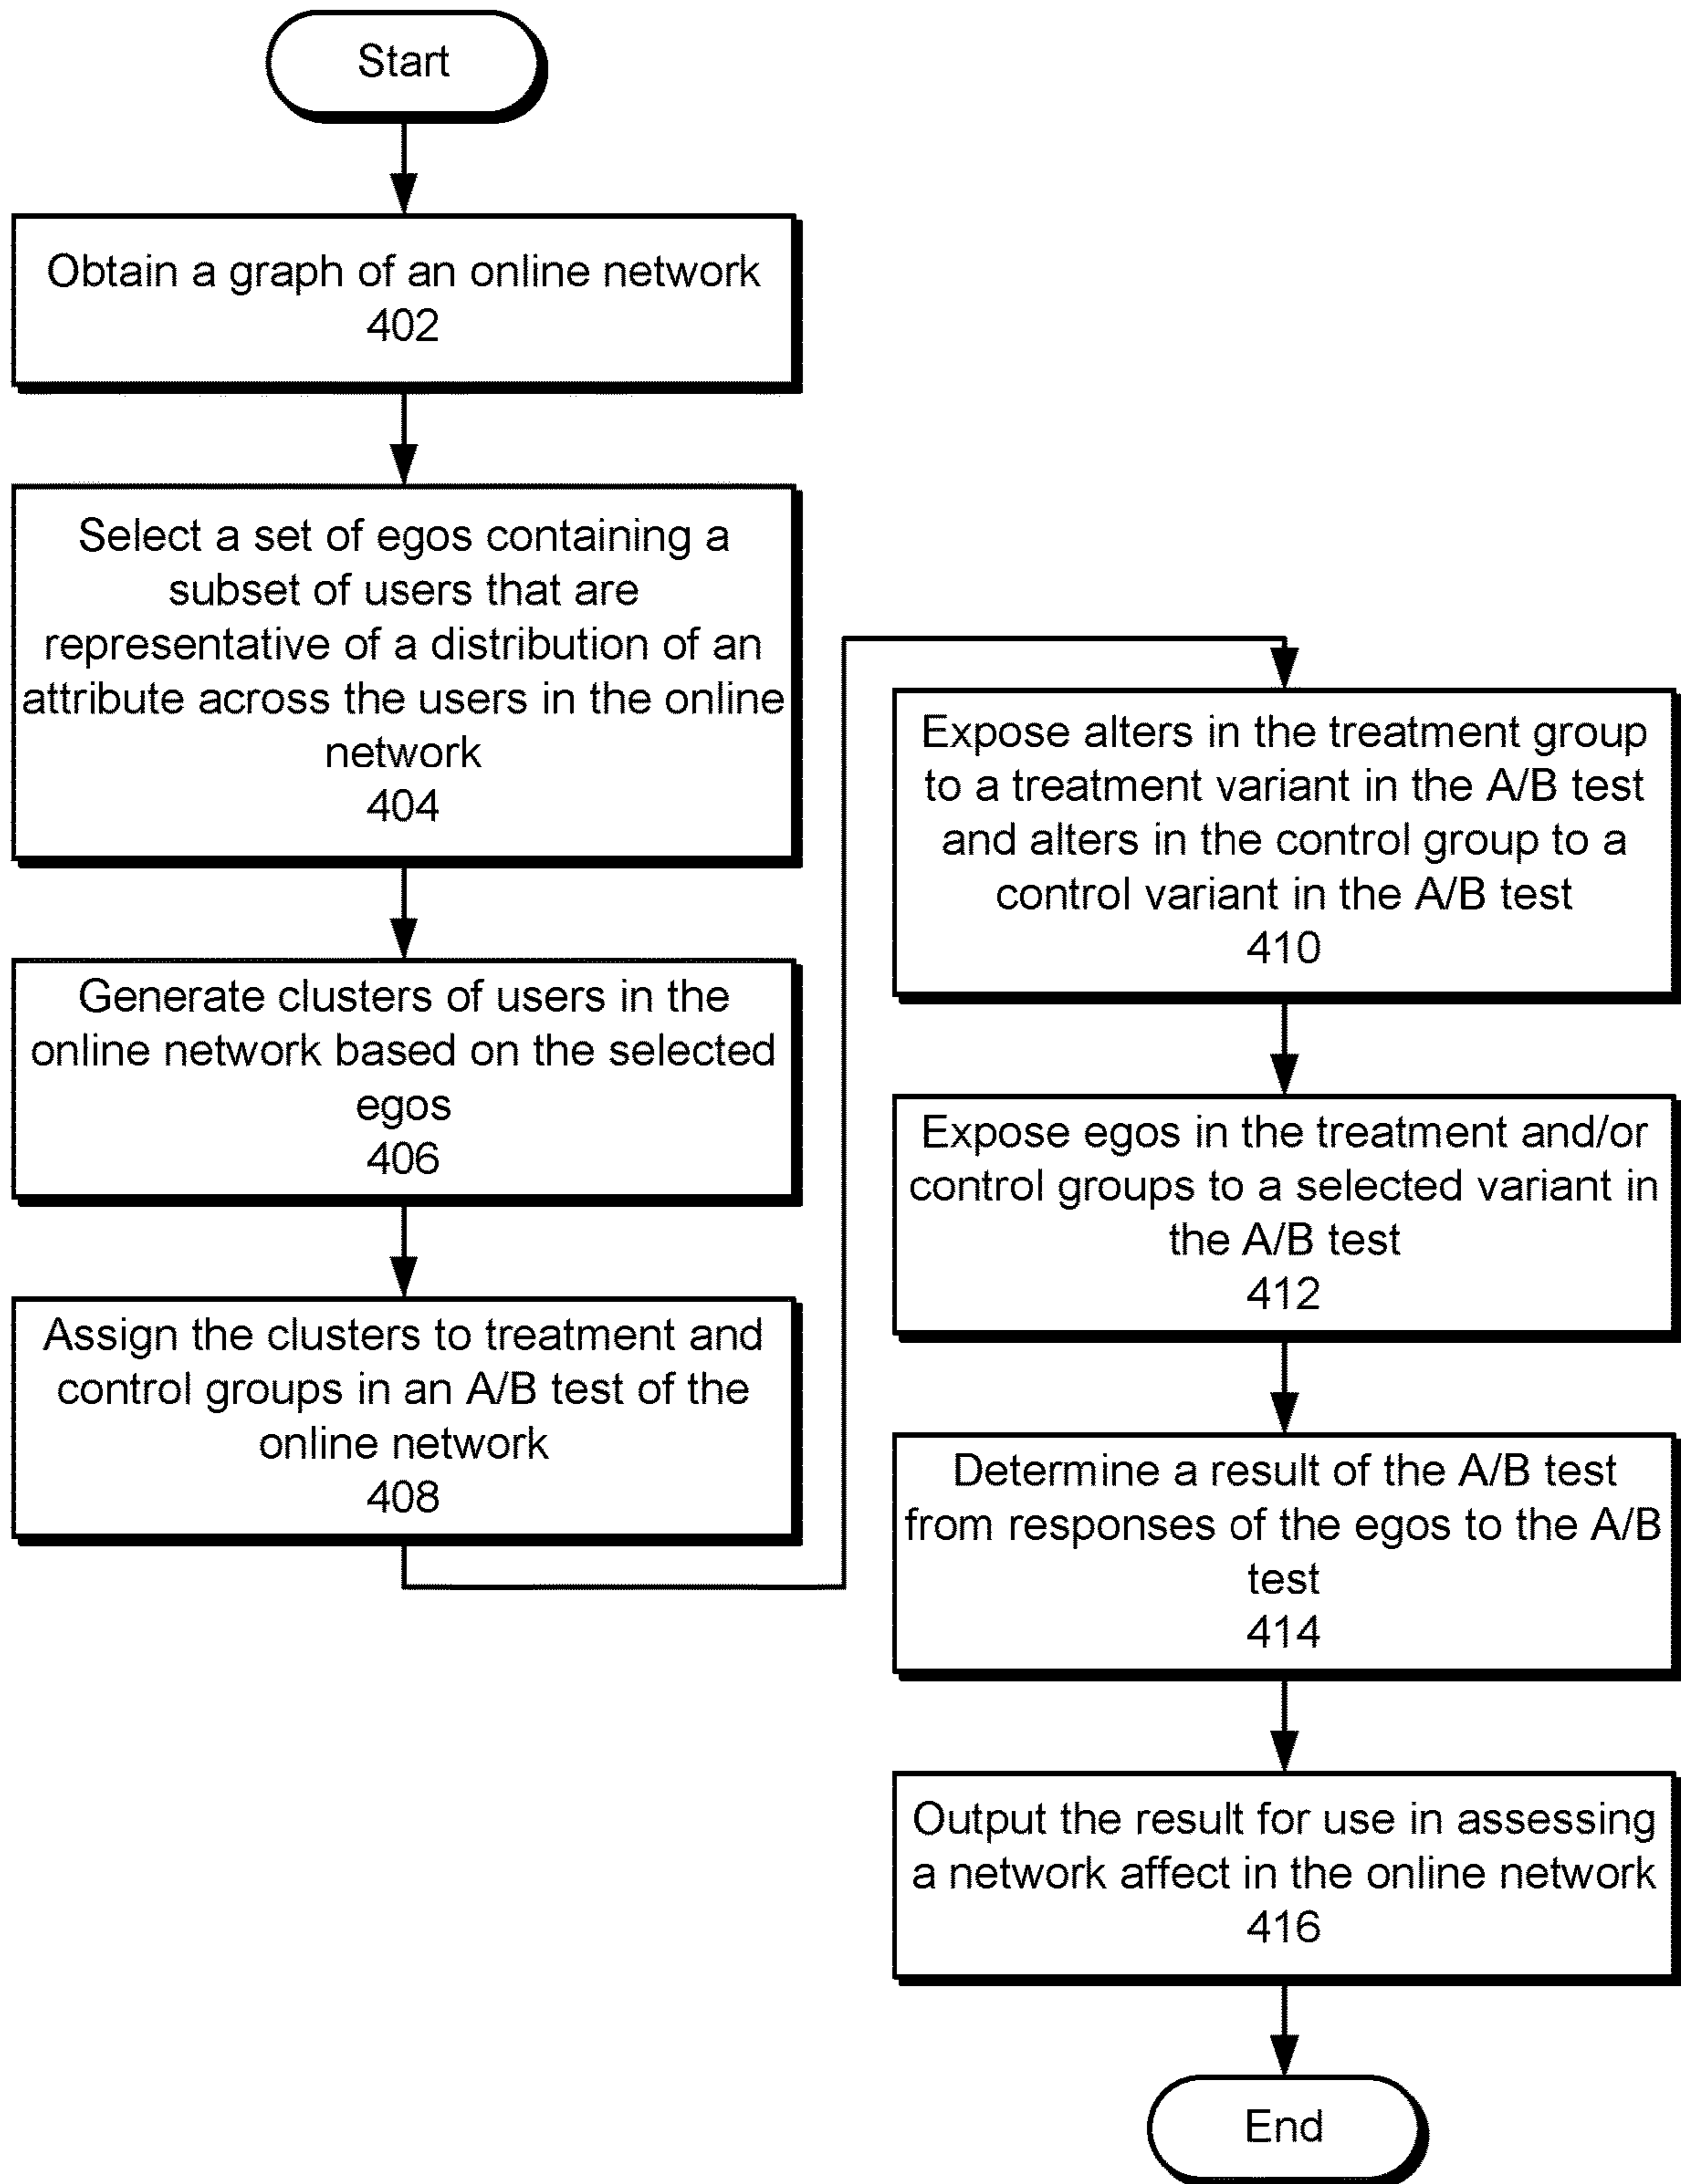 Start
Obtain a graph of an online network
402
Select a set of egos containing a
subset of users that are
representative of a distribution of an
attribute across the users in the online
network
404
Generate clusters of users in the
online network based on the selected
egos
406
Assign the clusters to treatment and
control groups in an A/B test of the
online network
408
Expose alters in the treatment group
to a treatment variant in the A/B test
and alters in the control group to a
control variant in the A/B test
410
Expose egos in the treatment and/or
control groups to a selected variant in
the A/B test
412
Determine a result of the A/B test
from responses of the egos to the A/B
test
414
Output the result for use in assessing
a network affect in the online network
416
End